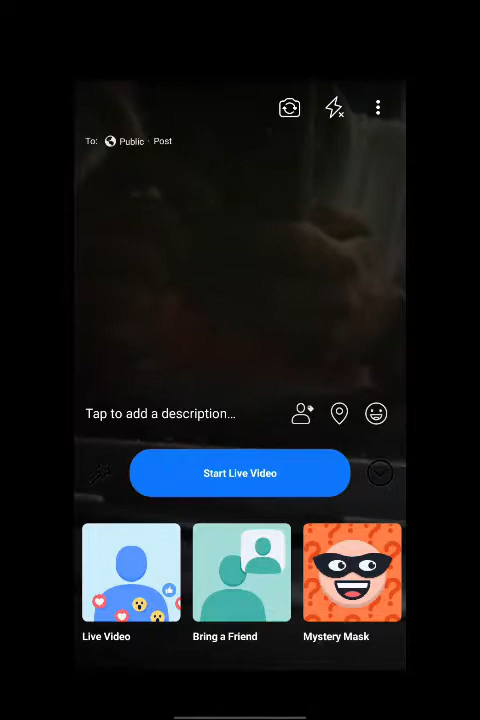 To: Public · Post
Tap to add a description...
Start Live Video
Live Video
Bring a Friend
Mystery Mask